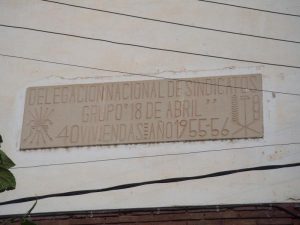 DELEGACION NACIONAL DE SINDICATOS
GRUPO "18 DE ABRIL"
40 VIVIENDAS AÑO 1955-56